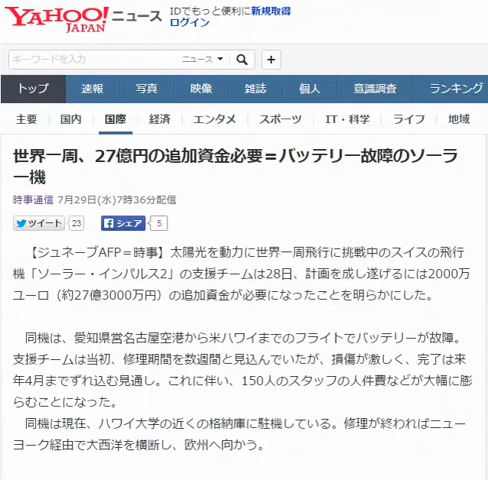 YAHOO! JAPAN ニュース IDでもっと便利に新規取得
ログイン
キーワードを入力 ニュース
トップ 速報 写真 映像 雑誌 個人 意識調査 ランキング
主要 国内 国際 経済 エンタメ スポーツ IT・科学 ライフ 地域
世界一周、27億円の追加資金必要=バッテリー故障のソーラ
ー機
時事通信 7月29日(水)7時36分配信
ツイート 23 シェア 5
【ジュネーブAFP=時事】太陽光を動力に世界一周飛行に挑戦中のスイスの飛行
機「ソーラー・インパルス2」の支援チームは28日、計画を成し遂げるには2000万
ユーロ(約27億3000万円)の追加資金が必要になったことを明らかにした。
同機は、愛知県営名古屋空港から米ハワイまでのフライトでバッテリーが故障。
支援チームは当初、修理期間を数週間と見込んでいたが、損傷が激しく、完了は来
年4月までずれ込む見通し。これに伴い、150人のスタッフの人件費などが大幅に膨
らむことになった。
同機は現在、ハワイ大学の近くの格納庫に駐機している。修理が終わればニュー
ヨーク経由で大西洋を横断し、欧州へ向かう。